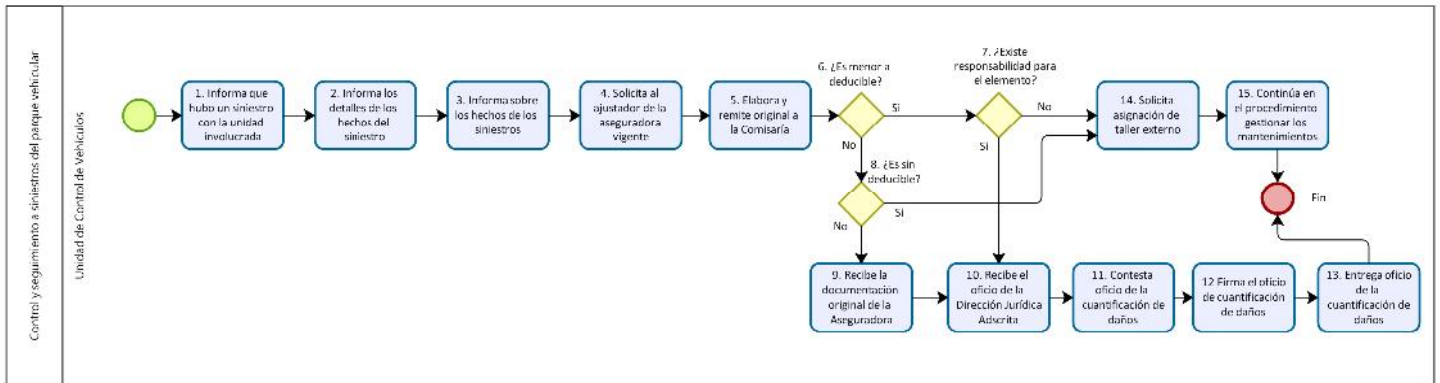 Control y seguimiento a siniestros del parque vehicular
Unidad de Control de Vehículos
1. Informa que
hubo un siniestro
con la unidad
involucrada
2. Informa los
detalles de los
hechos del
siniestro
3. Informa sobre
los hechos de los
siniestros
4. Solicita al
ajustador de la
aseguradora
vigente
5. Elabora y
remite original a
la Comisaría
6. ¿Es menor a
deducible?
Si
No
7. ¿Existe
responsabilidad para
el elemento?
No
Si
8. ¿Es sin
deducible?
Si
No
14. Solicita
asignación de
taller externo
15. Continúa en
el procedimiento
gestionar los
mantenimientos
Fin
9. Recibe la
documentación
original de la
Aseguradora
10. Recibe el
oficio de la
Dirección Jurídica
Adscrita
11. Contesta
oficio de la
cuantificación de
daños
12 Firma el oficio
de cuantificación
de daños
13. Entrega oficio
de la
cuantificación de
daños